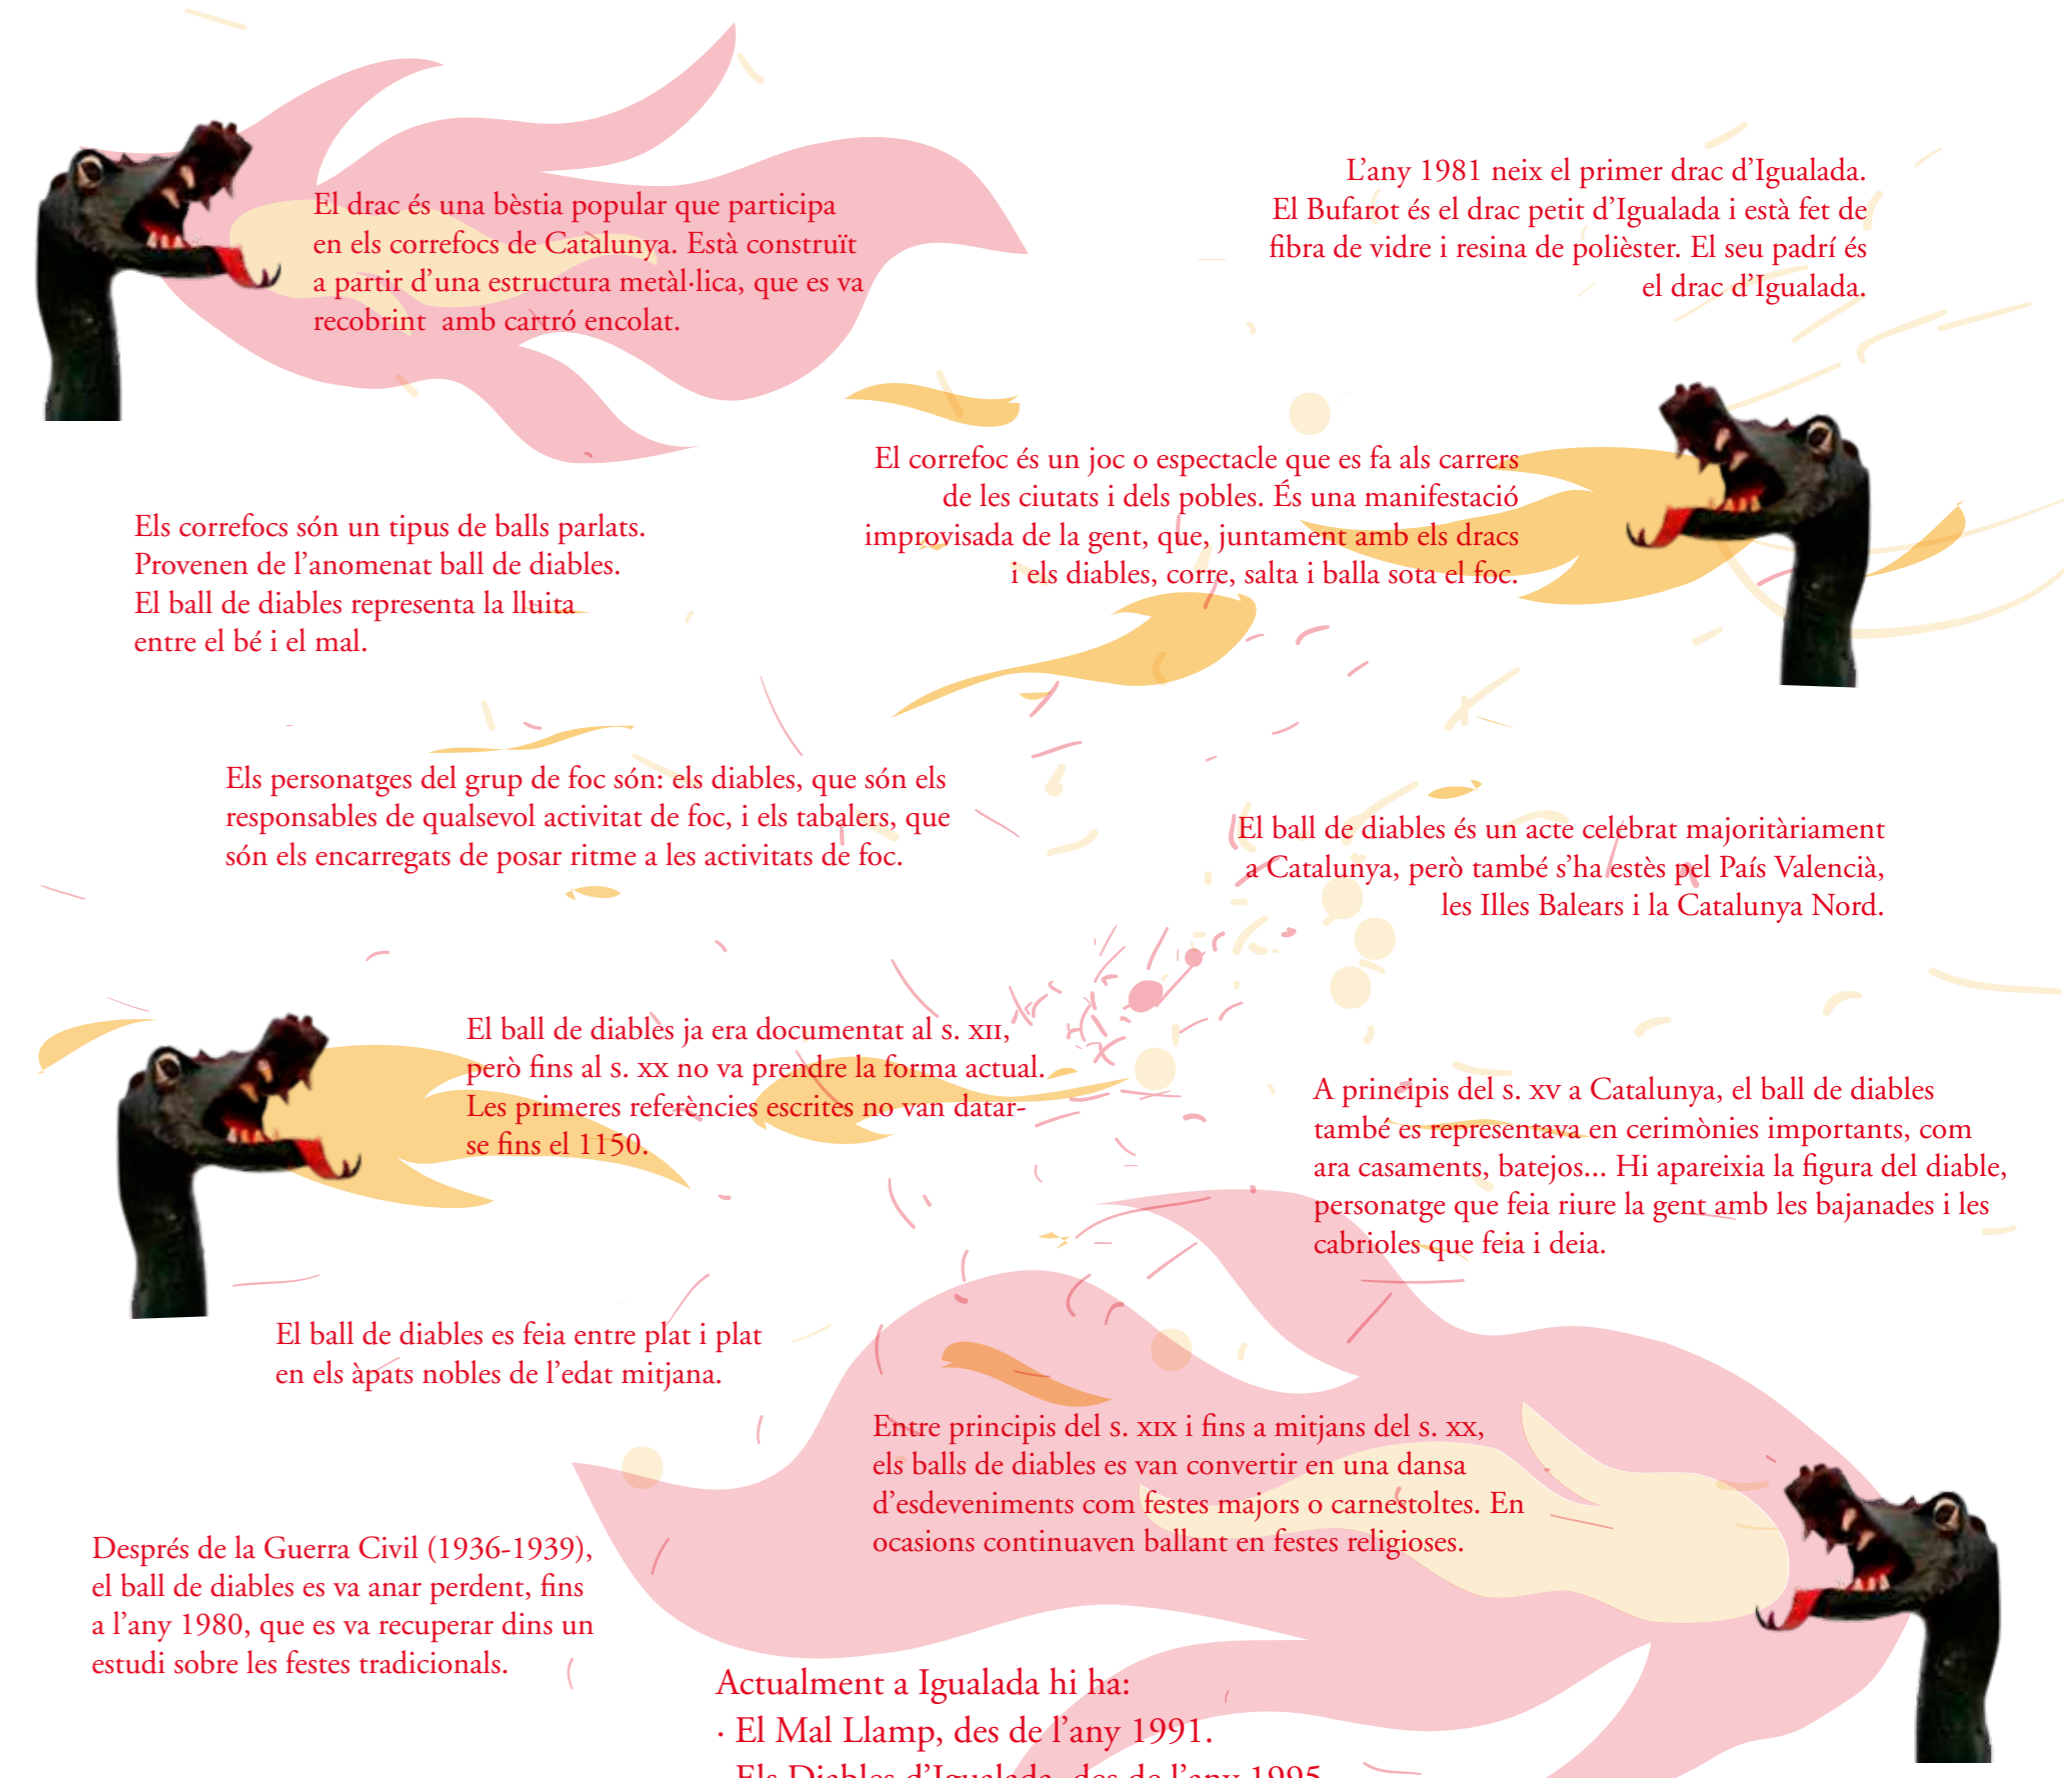 El drac és una bèstia popular que participa
en els correfocs de Catalunya. Està construït
a partir d’una estructura metàl·lica, que es va
recobrint  amb cartró encolat.
L’any 1981 neix el primer drac d’Igualada.
El Bufarot és el drac petit d’Igualada i està fet de
fibra de vidre i resina de polièster. El seu padrí és
el drac d’Igualada.
El correfoc és un joc o espectacle que es fa als carrers
de les ciutats i dels pobles. És una manifestació
improvisada de la gent, que, juntament amb els dracs
i els diables, corre, salta i balla sota el foc.
Els correfocs són un tipus de balls parlats.
Provenen de l’anomenat ball de diables.
El ball de diables representa la lluita
entre el bé i el mal.
Els personatges del grup de foc són: els diables, que són els
responsables de qualsevol activitat de foc, i els tabalers, que
són els encarregats de posar ritme a les activitats de foc.
El ball de diables és un acte celebrat majoritàriament
a Catalunya, però també s’ha estès pel País Valencià,
les Illes Balears i la Catalunya Nord.
El ball de diables ja era documentat al s. XII,
però fins al s. XX no va prendre la forma actual.
Les primeres referències escrites no van datar-
se fins el 1150.
A principis del s. XV a Catalunya, el ball de diables
també es representava en cerimònies importants, com
ara casaments, batejos... Hi apareixia la figura del diable,
personatge que feia riure la gent amb les bajanades i les
cabrioles que feia i deia.
El ball de diables es feia entre plat i plat
en els àpats nobles de l’edat mitjana.
Entre principis del s. XIX i fins a mitjans del s. XX,
els balls de diables es van convertir en una dansa
d’esdeveniments com festes majors o carnestoltes. En
ocasions continuaven ballant en festes religioses.
Després de la Guerra Civil (1936-1939),
el ball de diables es va anar perdent, fins
a l’any 1980, que es va recuperar dins un
estudi sobre les festes tradicionals.
Actualment a Igualada hi ha:
· El Mal Llamp, des de l’any 1991.
Els Diables d’Igualada, des de l’any 1995